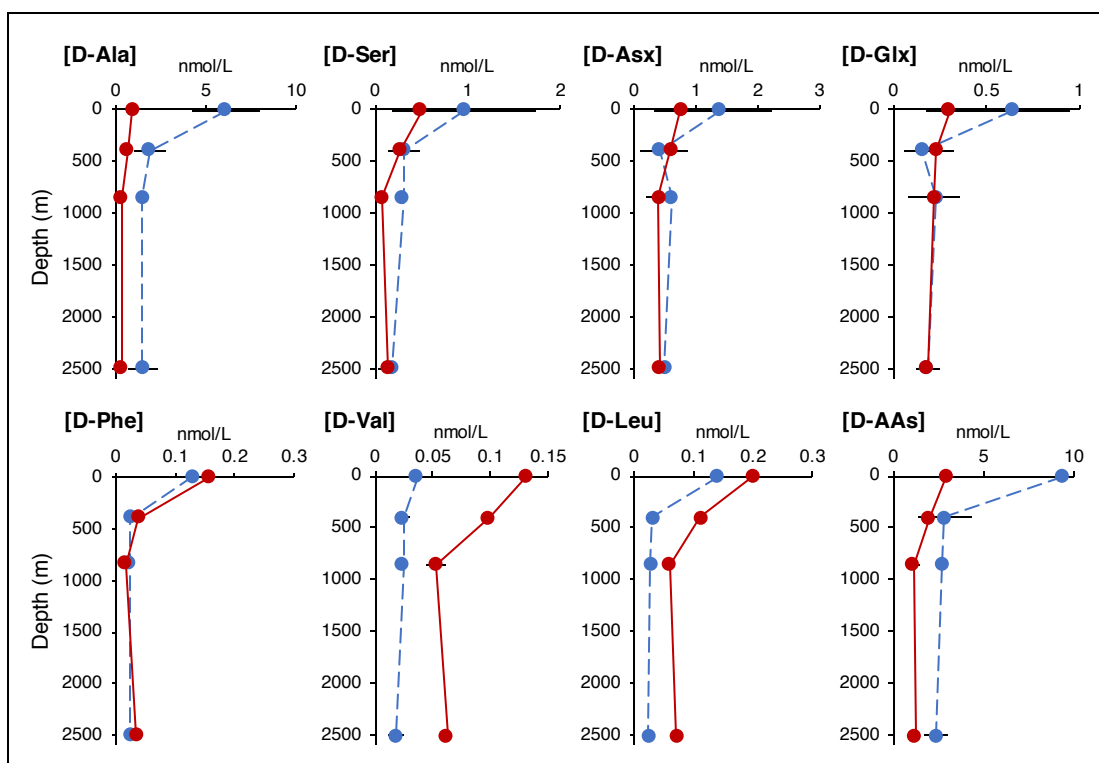 [D-Ala] [D-Ser] [D-Asx] [D-Glx]
nmol/L nmol/L nmol/L nmol/L
0 5 10 0 1 2 0 1 2 3 0 0.5 1
0 0 0 0
500 500 500 500
1000 1000 1000 1000
1500 1500 1500 1500
2000 2000 2000 2000
2500 2500 2500 2500
Depth (m)
[D-Phe] [D-Val] [D-Leu] [D-AAs]
nmol/L nmol/L nmol/L nmol/L
0 0.1 0.2 0.3 0 0.05 0.1 0.15 0 0.1 0.2 0.3 0 5 10
0 0 0 0
500 500 500 500
1000 1000 1000 1000
1500 1500 1500 1500
2000 2000 2000 2000
2500 2500 2500 2500
Depth (m)